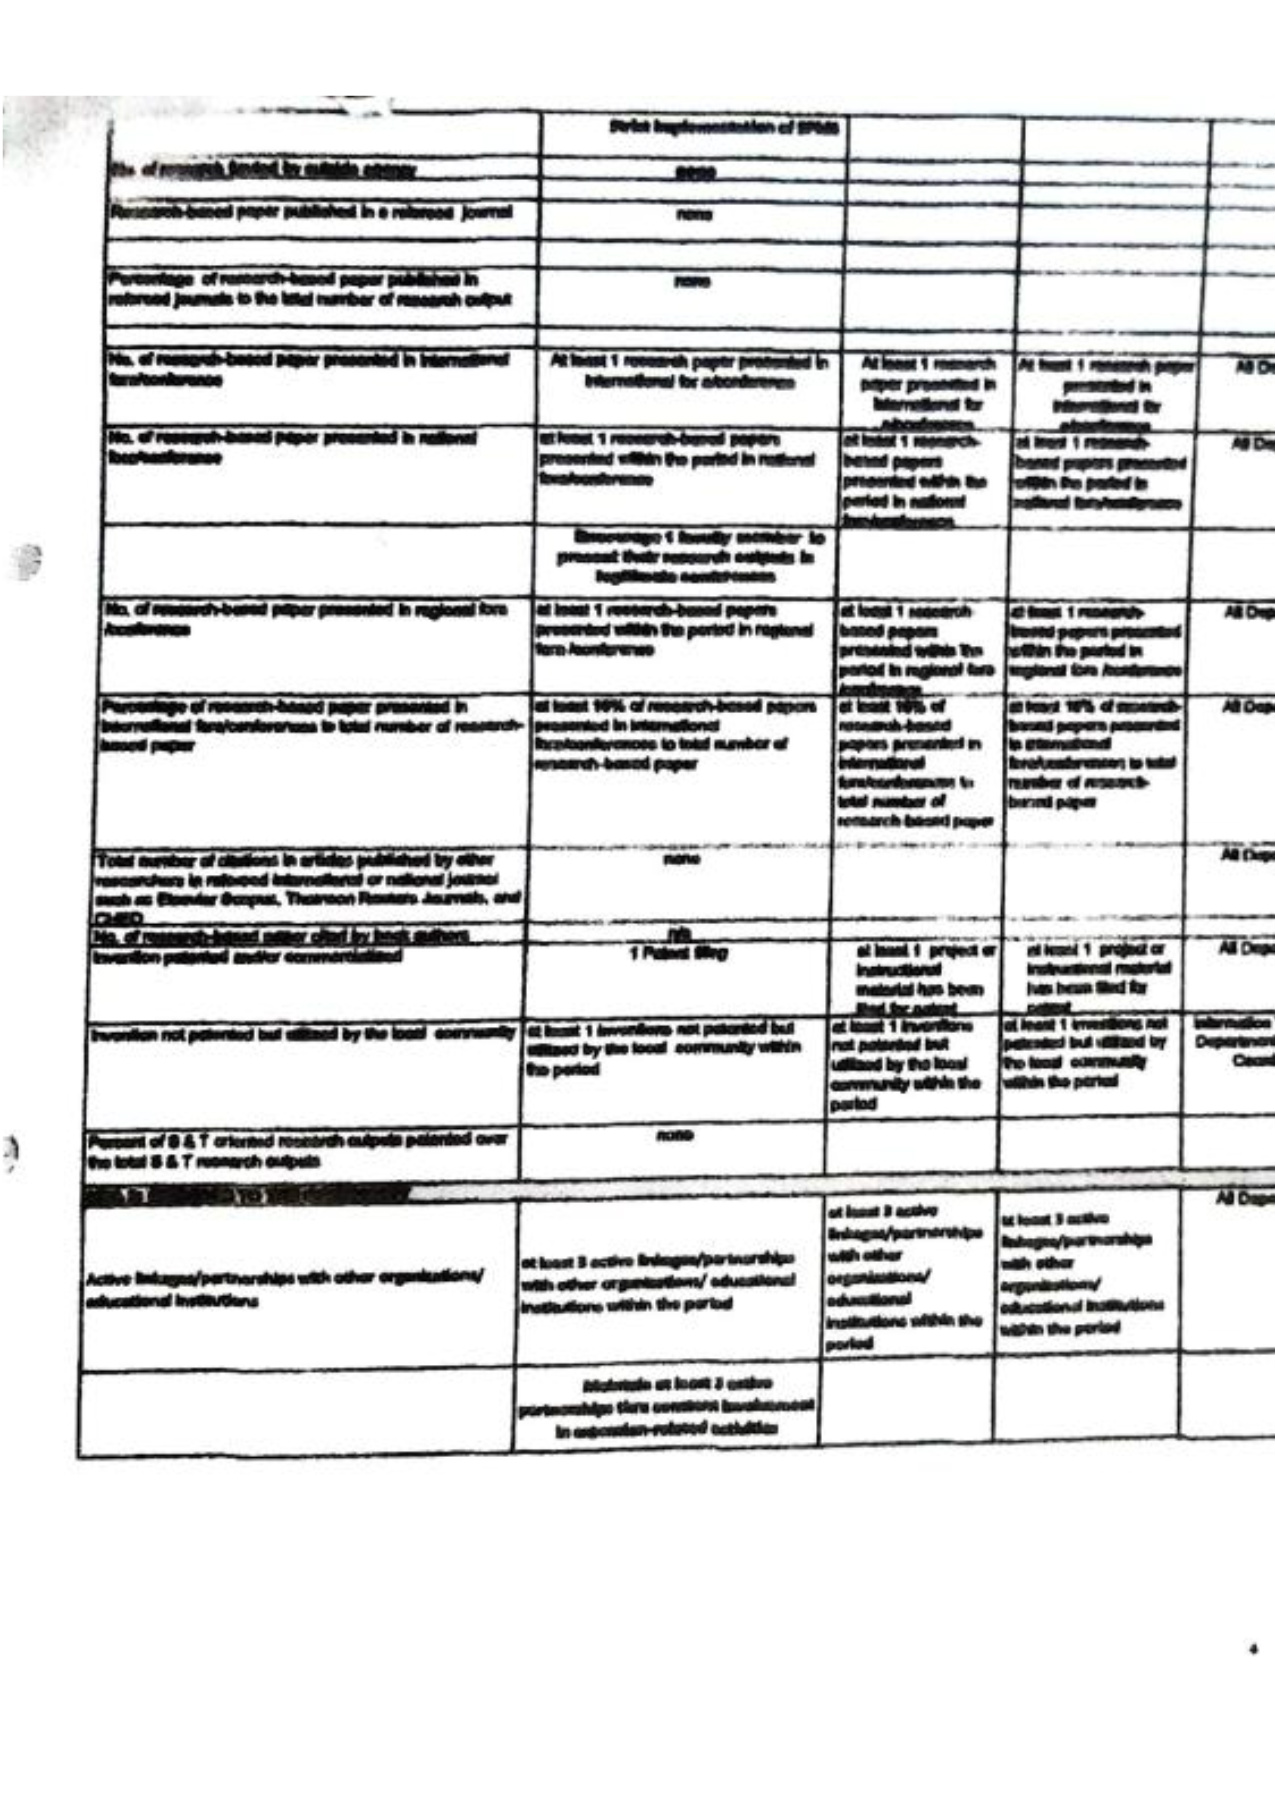 Strict Implementation of SPMS
No. of research funded by outside agency
none
Research-based paper published in a refereed journal
none
Percentage of research-based paper published in
refereed journals to the total number of research output
none
No. of research-based paper presented in international
fora/conference
At least 1 research paper presented in
international for a/conference
At least 1 research
paper presented in
international for
a/conference
At least 1 research paper
presented in
international for
a/conference
All De
No. of research-based paper presented in national
fora/conference
at least 1 research-based papers
presented within the period in national
fora/conference
at least 1 research-
based papers
presented within the
period in national
fora/conference
at least 1 research-
based papers presented
within the period in
national fora/conference
All Dep
Encourage 1 faculty member to
present their research outputs in
legitimate conferences
No. of research-based paper presented in regional fora
/conference
at least 1 research-based papers
presented within the period in regional
fora /conference
at least 1 research-
based papers
presented within the
period in regional fora
/conference
at least 1 research-
based papers presented
within the period in
regional fora /conference
All Dep
Percentage of research-based paper presented in
international fora/conferences to total number of research-
based paper
at least 10% of research-based papers
presented in international
fora/conferences to total number of
research-based paper
at least 10% of
research-based
papers presented in
international
fora/conferences to
total number of
research-based paper
at least 10% of research-
based papers presented
in international
fora/conferences to total
number of research-
based paper
All Depa
Total number of citations in articles published by other
researchers in refereed international or national journal
such as Elsevier Scopus, Thomson Reuters Journals, and
CHED
none
All Depa
No. of research-based paper cited by book authors
n/a
Invention patented and/or commercialized
1 Patent filing
at least 1 project or
instructional
material has been
filed for patent
at least 1 project or
instructional material
has been filed for
patent
All Depa
Invention not patented but utilized by the local community
at least 1 inventions not patented but
utilized by the local community within
the period
at least 1 inventions
not patented but
utilized by the local
community within the
period
at least 1 inventions not
patented but utilized by
the local community
within the period
Information
Department
Percent of S & T oriented research outputs patented over
the total S & T research outputs
none
Active linkages/partnerships with other organizations/
educational institutions
at least 3 active linkages/partnerships
with other organizations/ educational
institutions within the period
at least 3 active
linkages/partnerships
with other
organizations/
educational
institutions within the
period
at least 3 active
linkages/partnerships
with other
organizations/
educational institutions
within the period
All Depa
Maintain at least 3 active
partnerships thru constant involvement
in extension-related activities
4